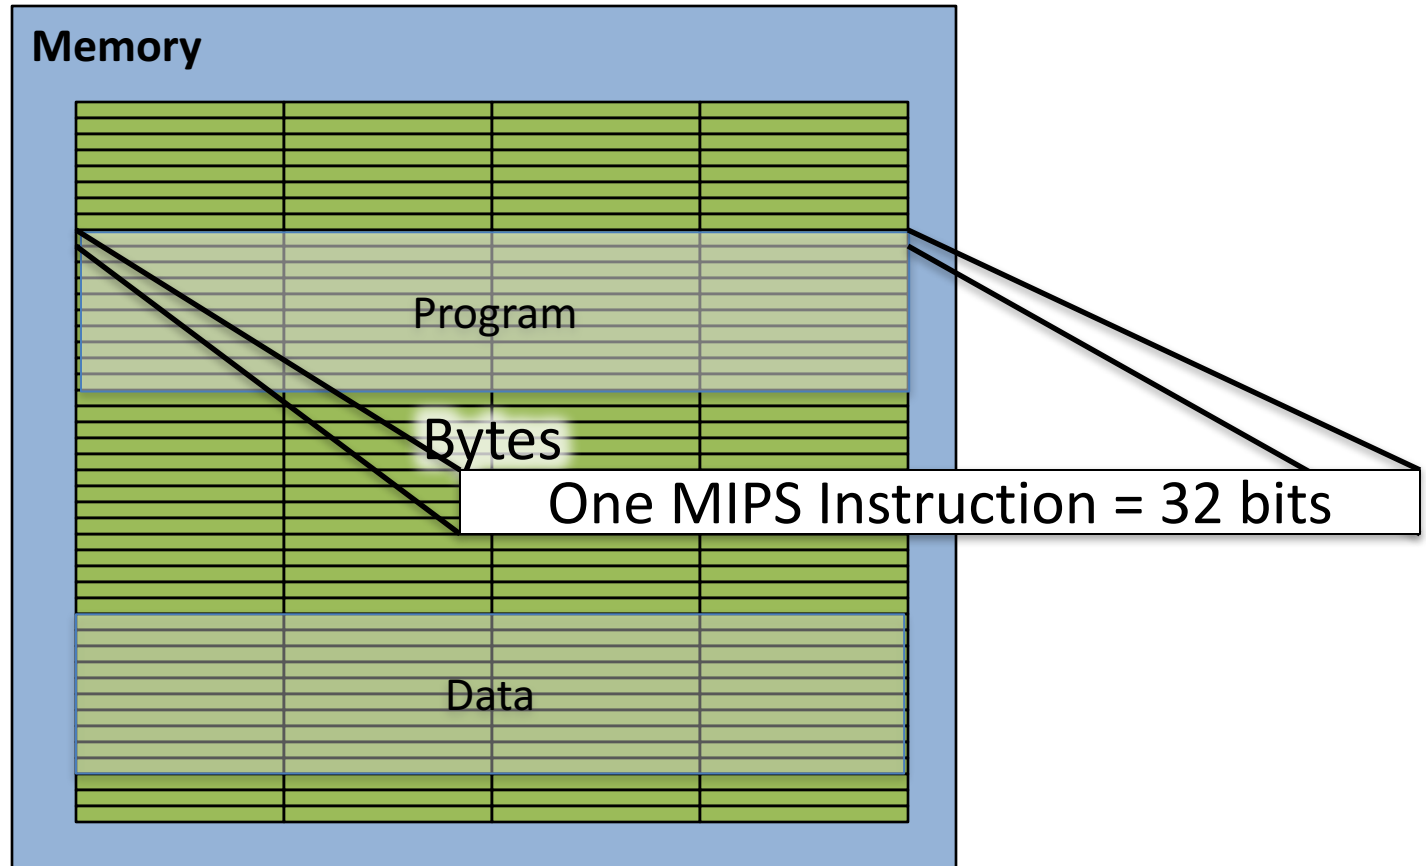 Memory
Program
Bytes
One MIPS Instruction = 32 bits
Data